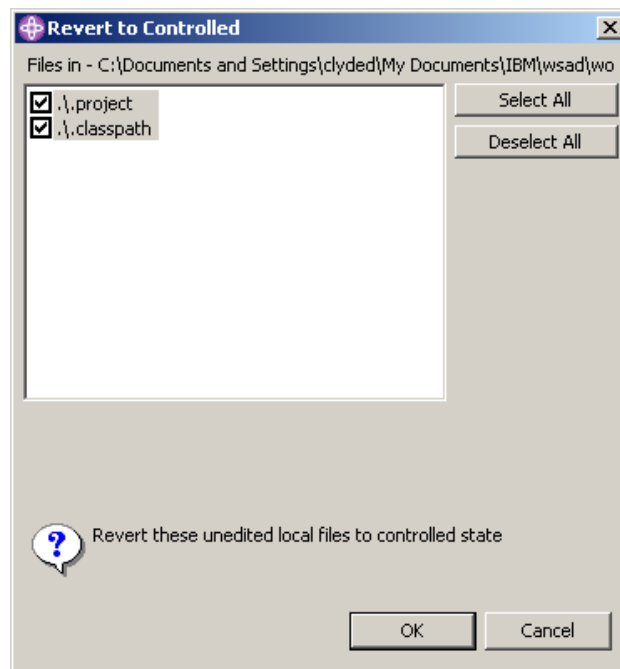 Revert to Controlled
Files in - C:\Documents and Settings\clyded\My Documents\IBM\wsad\wo
.\.project
.\.classpath
Select All
Deselect All
Revert these unedited local files to controlled state
OK
Cancel